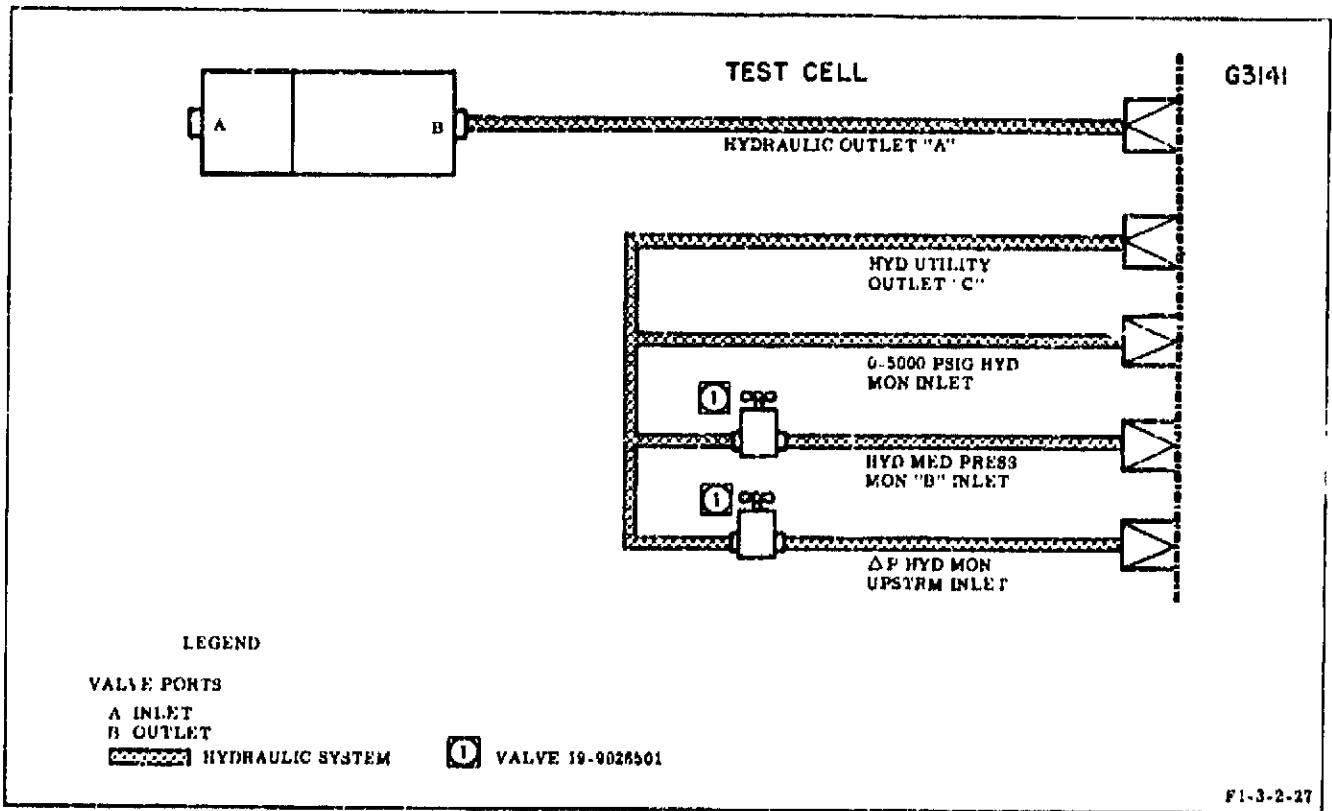 TEST CELL
G3141
A
B
HYDRAULIC OUTLET "A"
HYD UTILITY
OUTLET "C"
0-5000 PSIG HYD
MON INLET
1
HYD MED PRESS
MON "B" INLET
1
ΔP HYD MON
UPSTRM INLET
LEGEND
VALVE PORTS
A INLET
B OUTLET
HYDRAULIC SYSTEM
1 VALVE 19-9026501
F1-3-2-27